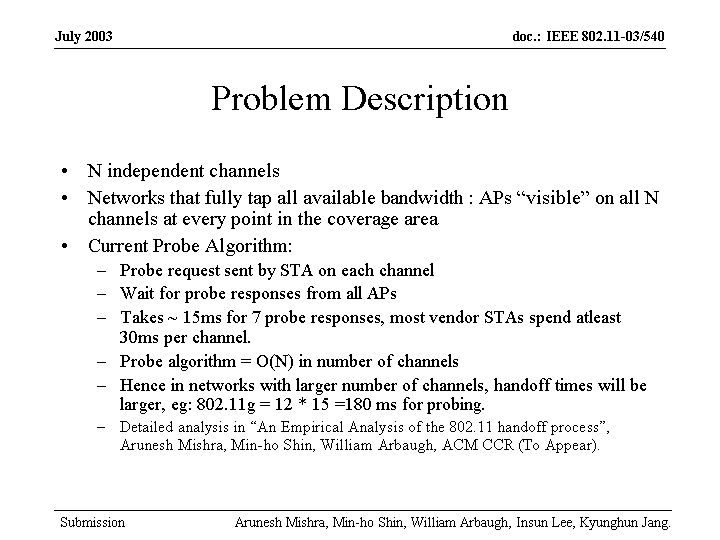 July 2003 doc. : IEEE 802. 11-03/540
Problem Description
• N independent channels
• Networks that fully tap all available bandwidth : APs “visible” on all N
channels at every point in the coverage area
• Current Probe Algorithm:
– Probe request sent by STA on each channel
– Wait for probe responses from all APs
– Takes ~ 15ms for 7 probe responses, most vendor STAs spend atleast
30ms per channel.
– Probe algorithm = O(N) in number of channels
– Hence in networks with larger number of channels, handoff times will be
larger, eg: 802.11g = 12 * 15 =180 ms for probing.
– Detailed analysis in “An Empirical Analysis of the 802.11 handoff process”,
Arunesh Mishra, Min-ho Shin, William Arbaugh, ACM CCR (To Appear).
Submission Arunesh Mishra, Min-ho Shin, William Arbaugh, Insun Lee, Kyunghun Jang.